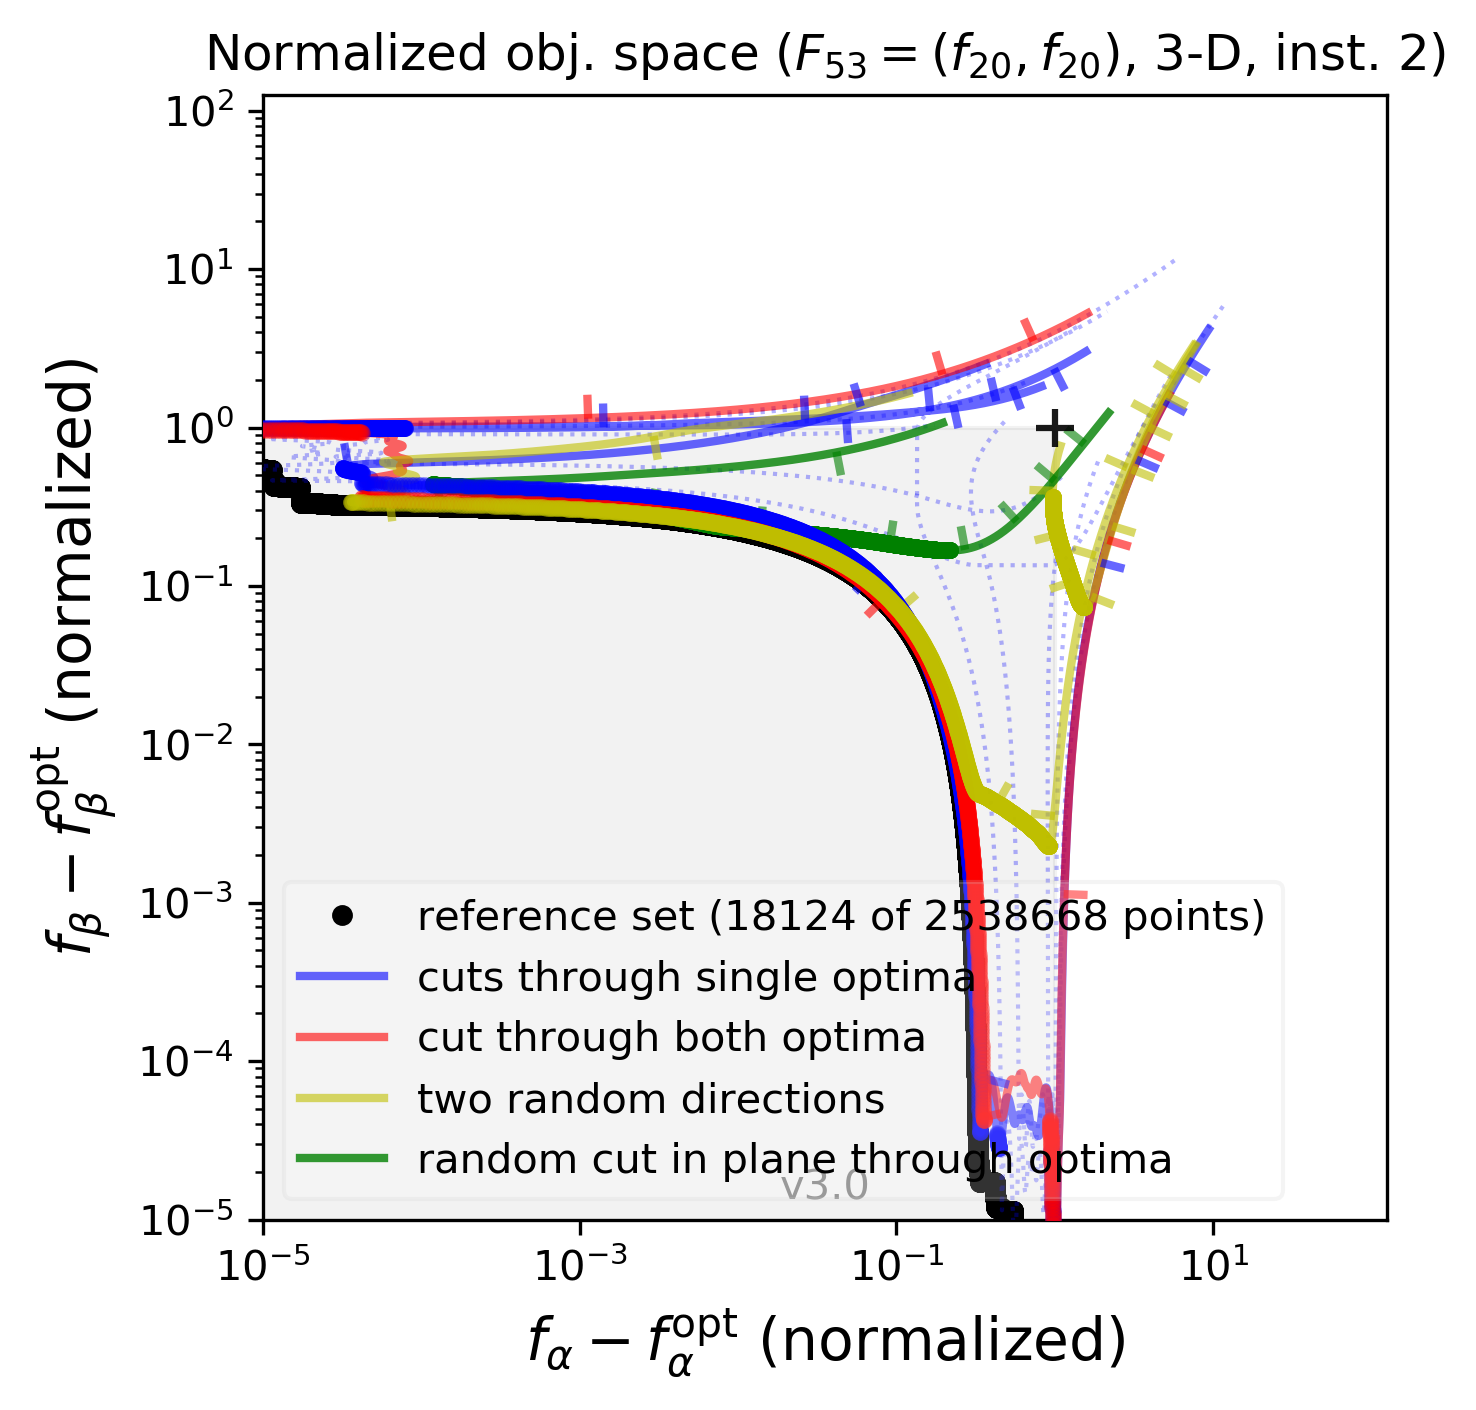 Normalized obj. space (F₅₃ = (f₂₀, f₂₀), 3-D, inst. 2)
10²
10¹
10⁰
10⁻¹
10⁻²
10⁻³
10⁻⁴
10⁻⁵
f_β − f_β^opt (normalized)
reference set (18124 of 2538668 points)
cuts through single optima
cut through both optima
two random directions
random cut in plane through optima
v3.0
10⁻⁵ 10⁻³ 10⁻¹ 10¹
f_α − f_α^opt (normalized)